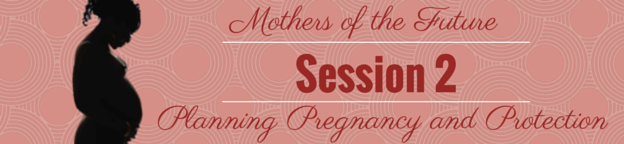 Mothers of the Future
Session 2
Planning Pregnancy and Protection